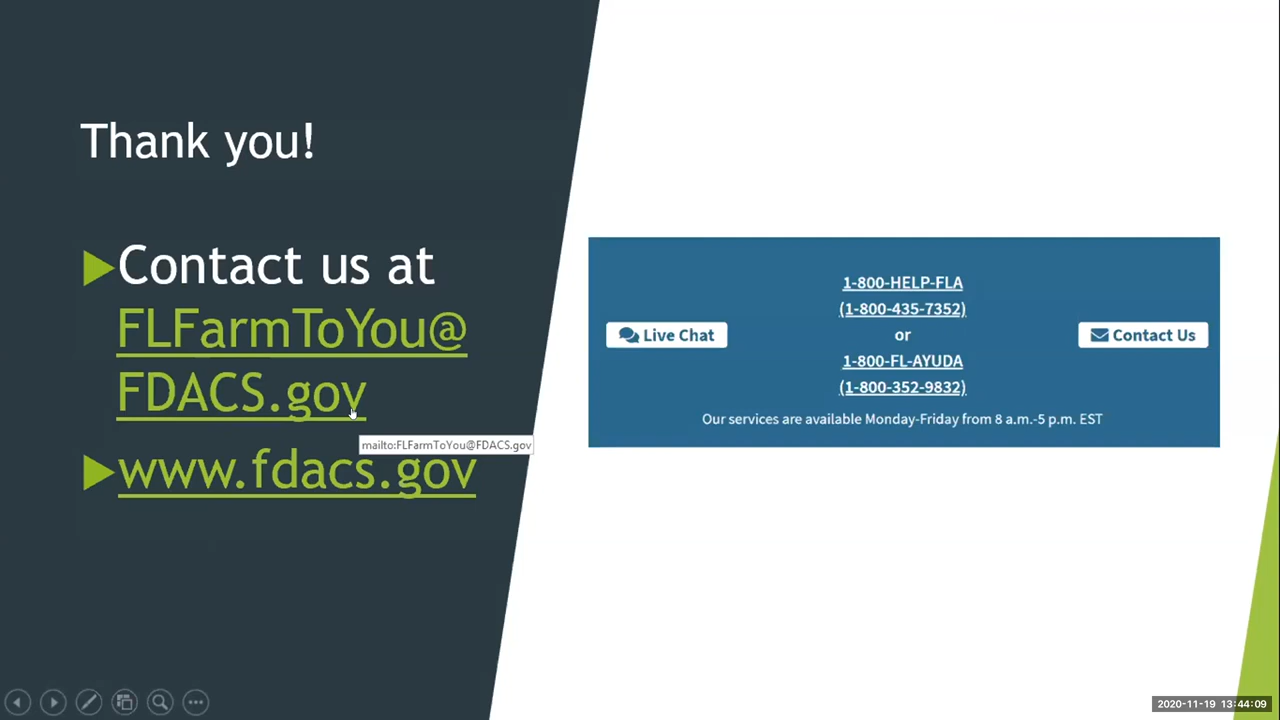 Thank you!
Contact us at
FLFarmToYou@
FDACS.gov
mailto:FLFarmToYou@FDACS.gov
www.fdacs.gov
1-800-HELP-FLA
(1-800-435-7352)
or
1-800-FL-AYUDA
(1-800-352-9832)
Live Chat
Contact Us
Our services are available Monday-Friday from 8 a.m.-5 p.m. EST
2020-11-19 13:44:09